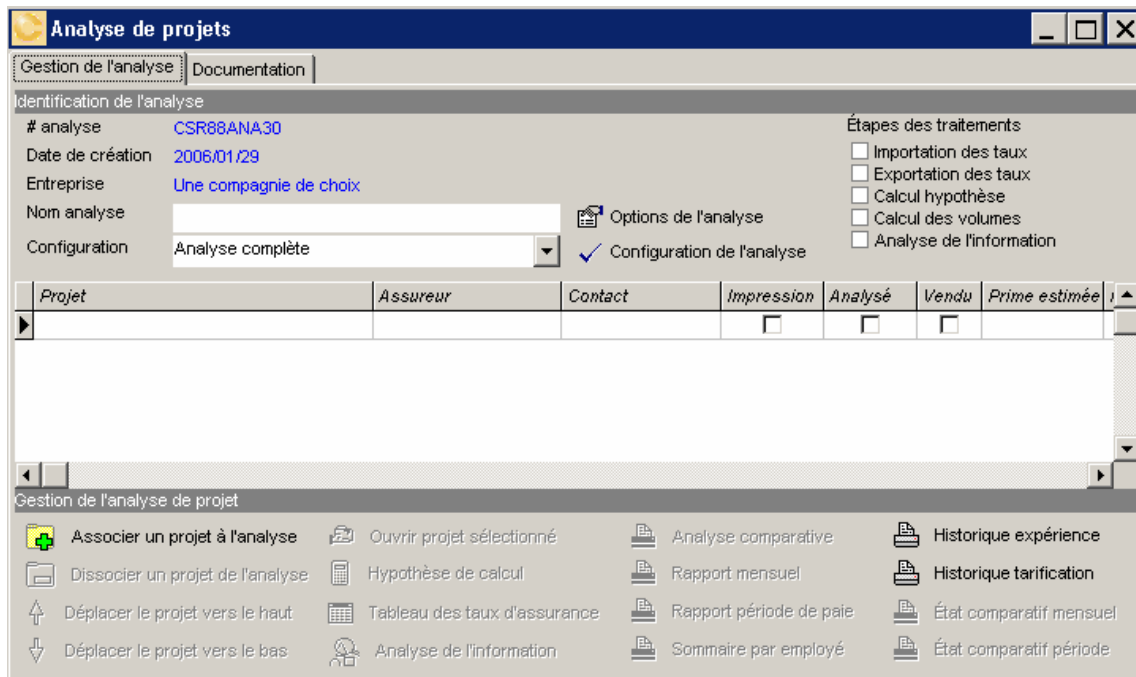 Analyse de projets
Gestion de l'analyse Documentation
Identification de l'analyse
# analyse CSR88ANA30
Date de création 2006/01/29
Entreprise Une compagnie de choix
Nom analyse
Options de l'analyse
Configuration Analyse complète
Configuration de l'analyse
Étapes des traitements
Importation des taux
Exportation des taux
Calcul hypothèse
Calcul des volumes
Analyse de l'information
Projet Assureur Contact Impression Analysé Vendu Prime estimée
Gestion de l'analyse de projet
Associer un projet à l'analyse Ouvrir projet sélectionné Analyse comparative Historique expérience
Dissocier un projet de l'analyse Hypothèse de calcul Rapport mensuel Historique tarification
Déplacer le projet vers le haut Tableau des taux d'assurance Rapport période de paie État comparatif mensuel
Déplacer le projet vers le bas Analyse de l'information Sommaire par employé État comparatif période